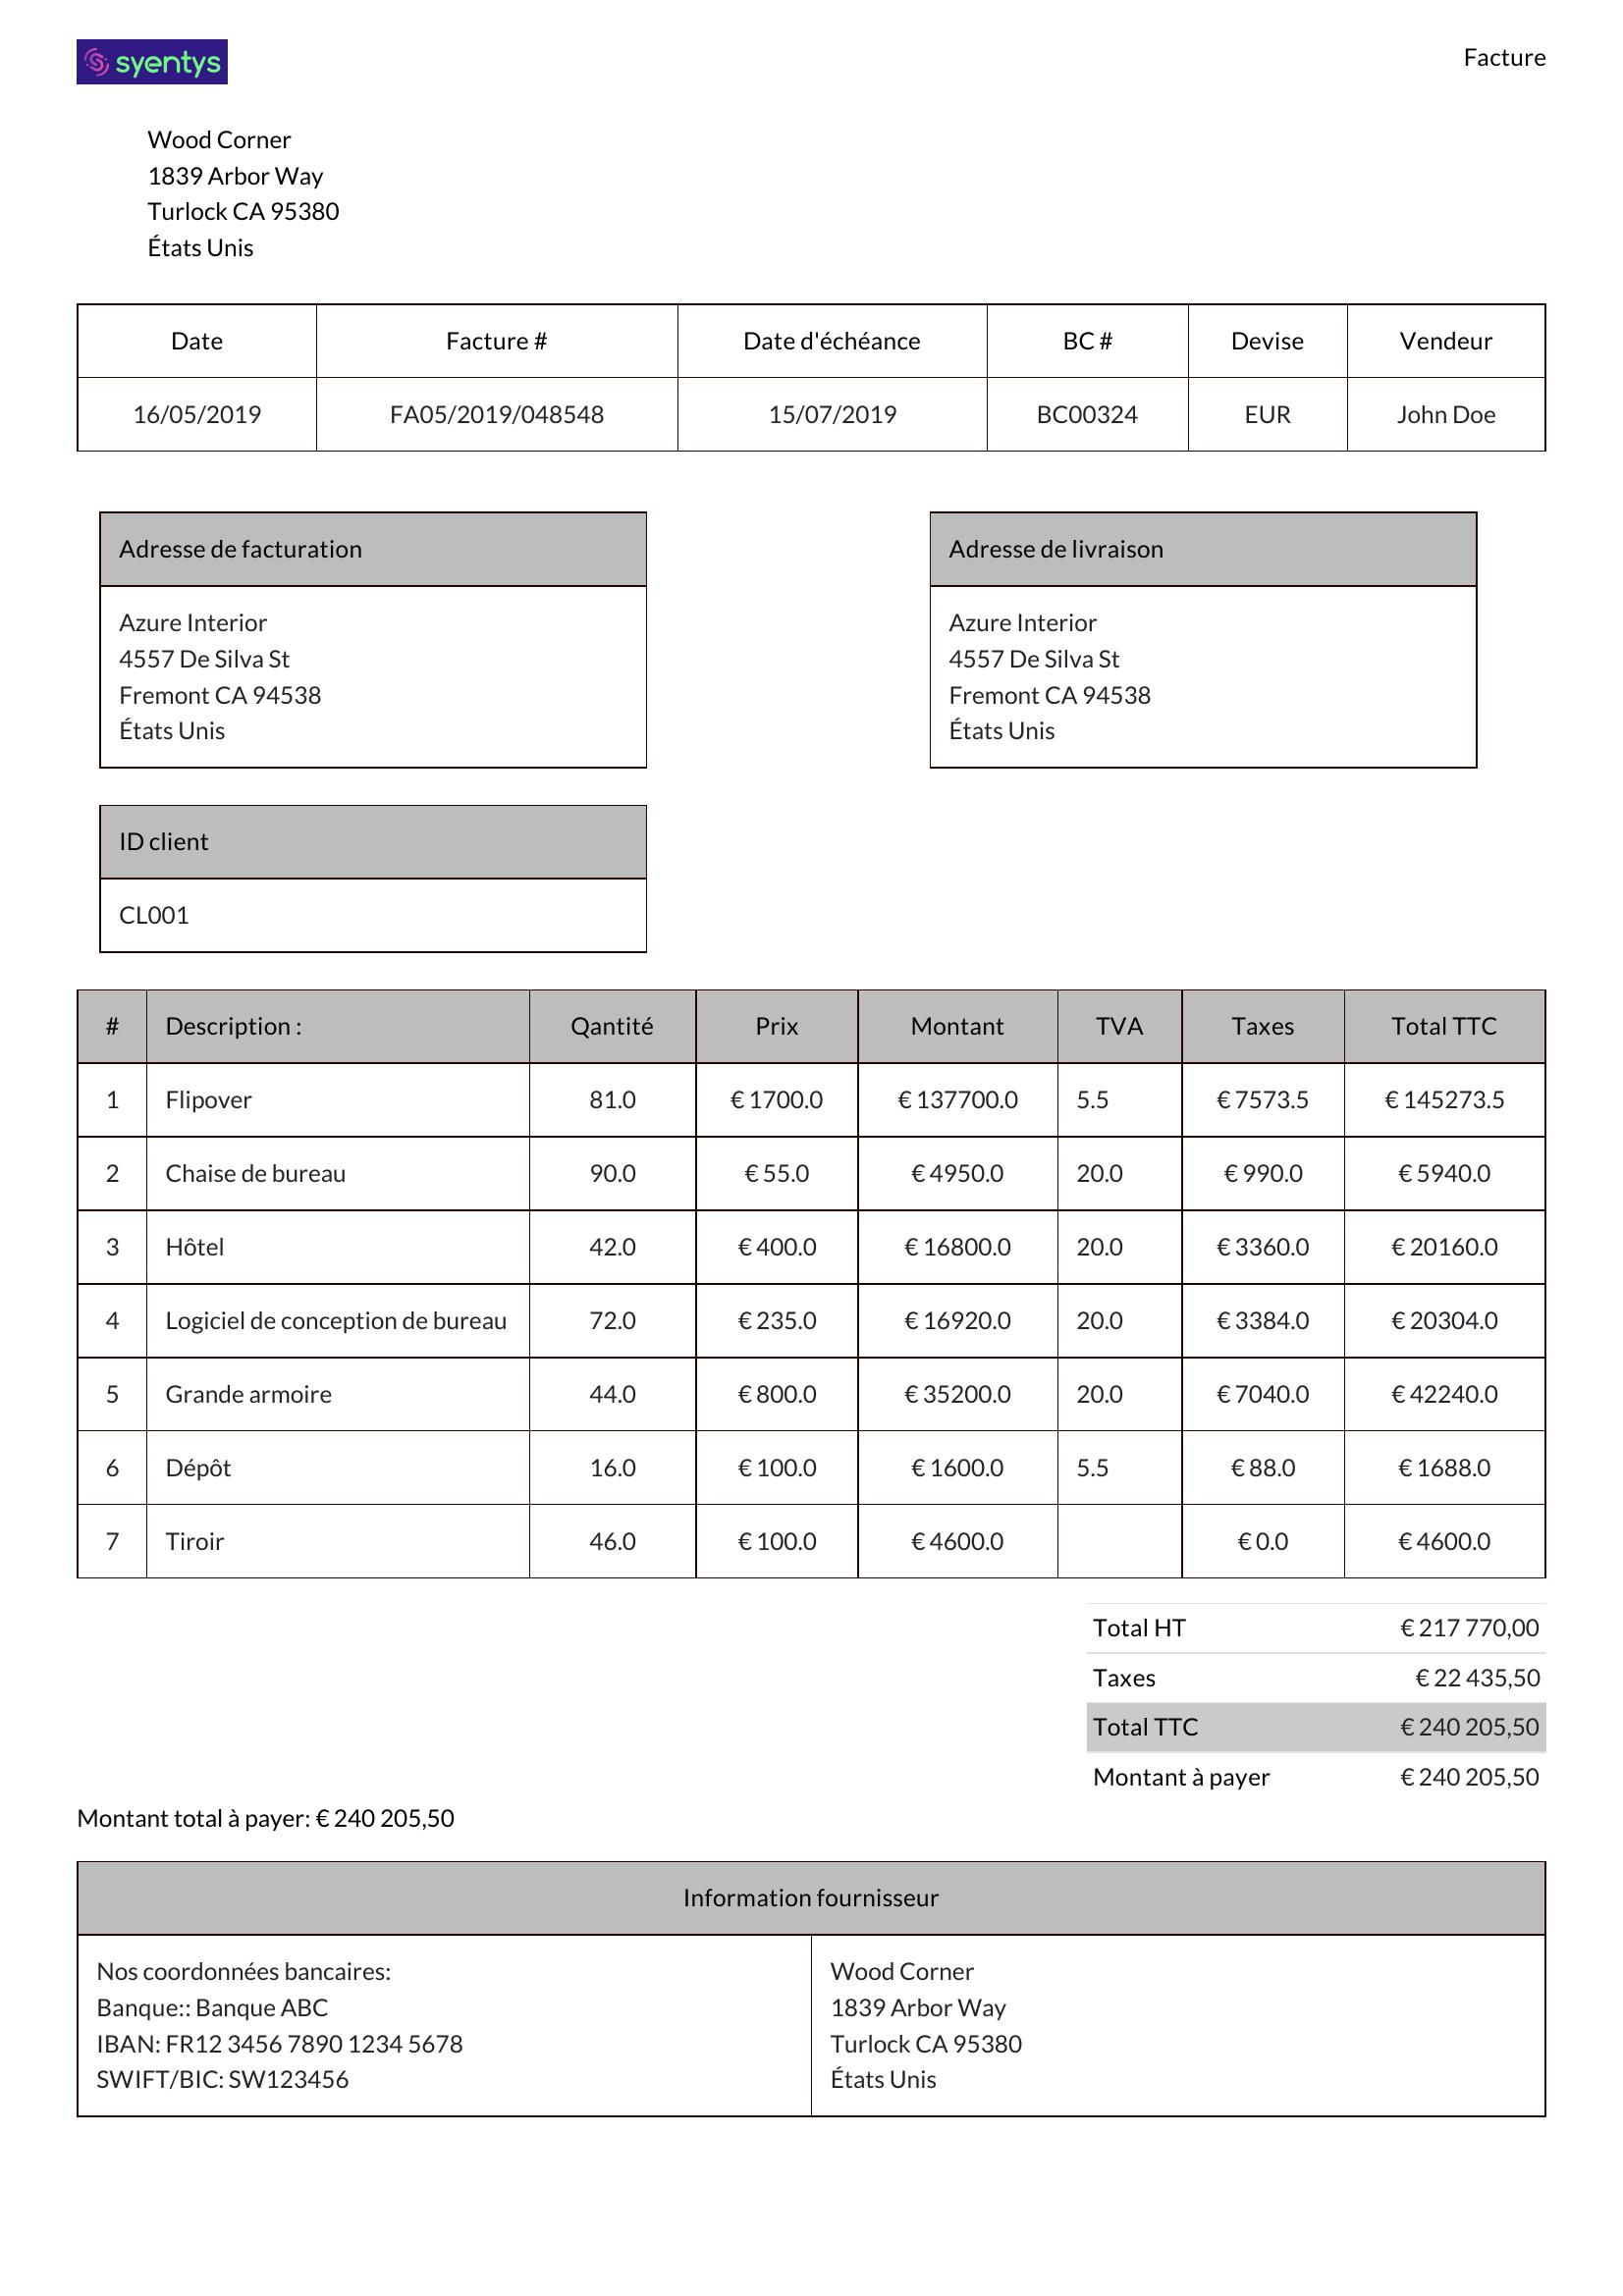 syentys
Facture
Wood Corner
1839 Arbor Way
Turlock CA 95380
États Unis
Date Facture # Date d'échéance BC # Devise Vendeur
16/05/2019 FA05/2019/048548 15/07/2019 BC00324 EUR John Doe
Adresse de facturation
Azure Interior
4557 De Silva St
Fremont CA 94538
États Unis
Adresse de livraison
Azure Interior
4557 De Silva St
Fremont CA 94538
États Unis
ID client
CL001
# Description : Qantité Prix Montant TVA Taxes Total TTC
1 Flipover 81.0 € 1700.0 € 137700.0 5.5 € 7573.5 € 145273.5
2 Chaise de bureau 90.0 € 55.0 € 4950.0 20.0 € 990.0 € 5940.0
3 Hôtel 42.0 € 400.0 € 16800.0 20.0 € 3360.0 € 20160.0
4 Logiciel de conception de bureau 72.0 € 235.0 € 16920.0 20.0 € 3384.0 € 20304.0
5 Grande armoire 44.0 € 800.0 € 35200.0 20.0 € 7040.0 € 42240.0
6 Dépôt 16.0 € 100.0 € 1600.0 5.5 € 88.0 € 1688.0
7 Tiroir 46.0 € 100.0 € 4600.0 € 0.0 € 4600.0
Total HT € 217 770,00
Taxes € 22 435,50
Total TTC € 240 205,50
Montant à payer € 240 205,50
Montant total à payer: € 240 205,50
Information fournisseur
Nos coordonnées bancaires:
Banque:: Banque ABC
IBAN: FR12 3456 7890 1234 5678
SWIFT/BIC: SW123456
Wood Corner
1839 Arbor Way
Turlock CA 95380
États Unis